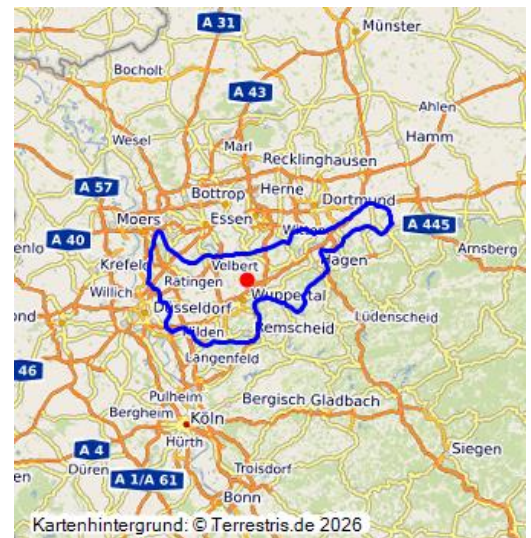 A 31
Münster
Bocholt
A 43
Ahlen
Wesel
Marl
Hamm
Recklinghausen
A 57
Bottrop
Herne
Dortmund
Moers
Essen
Witten
A 445
A 40
enlo
Krefeld
Velbert
Hagen
Arnsberg
Ratingen
Willich
Wuppertal
Düsseldorf
Lüdenscheid
ond
Hilden
Remscheid
Langenfeld
46
Pulheim
Bergisch Gladbach
Bergheim
Köln
Siegen
Hürth
A 4
Düren
Troisdorf
A 1/A 61
Bonn
Kartenhintergrund: © Terrestris.de 2026